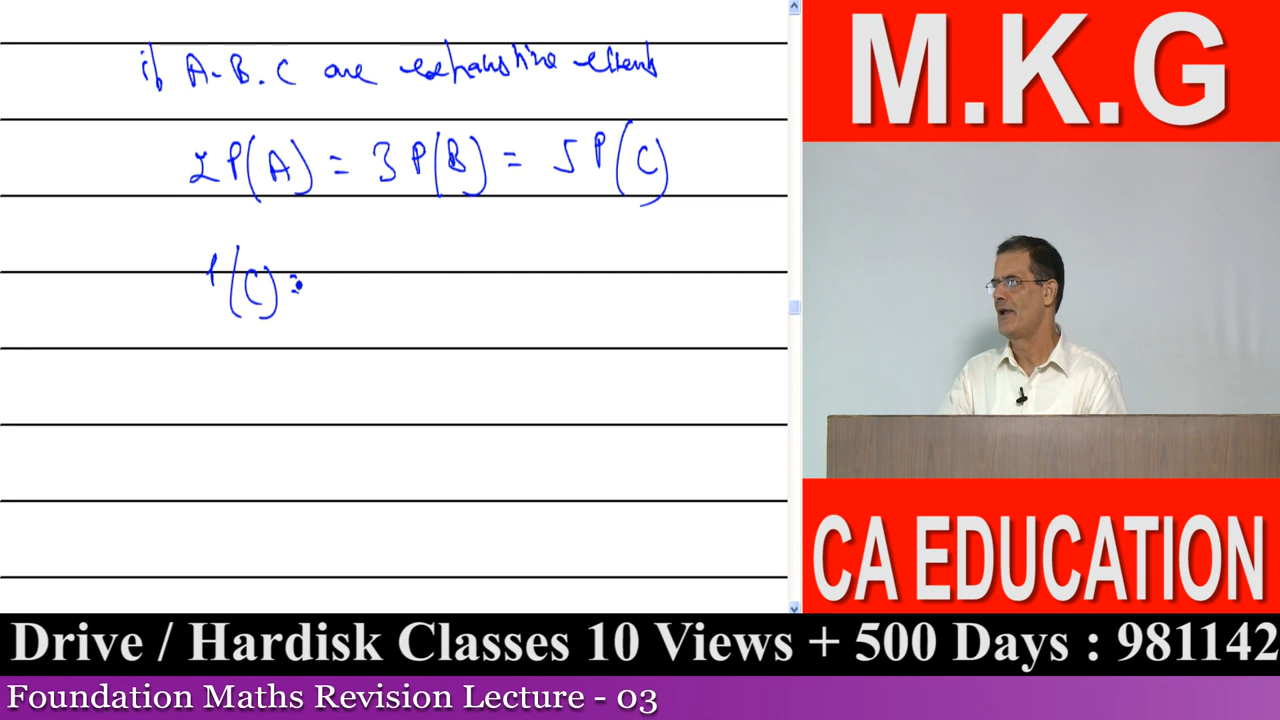 if A. B. C are exhaustive events
2P(A) = 3P(B) = 5P(C)
P(C) =
M.K.G
CA EDUCATION
Drive / Hardisk Classes 10 Views + 500 Days : 981142
Foundation Maths Revision Lecture - 03